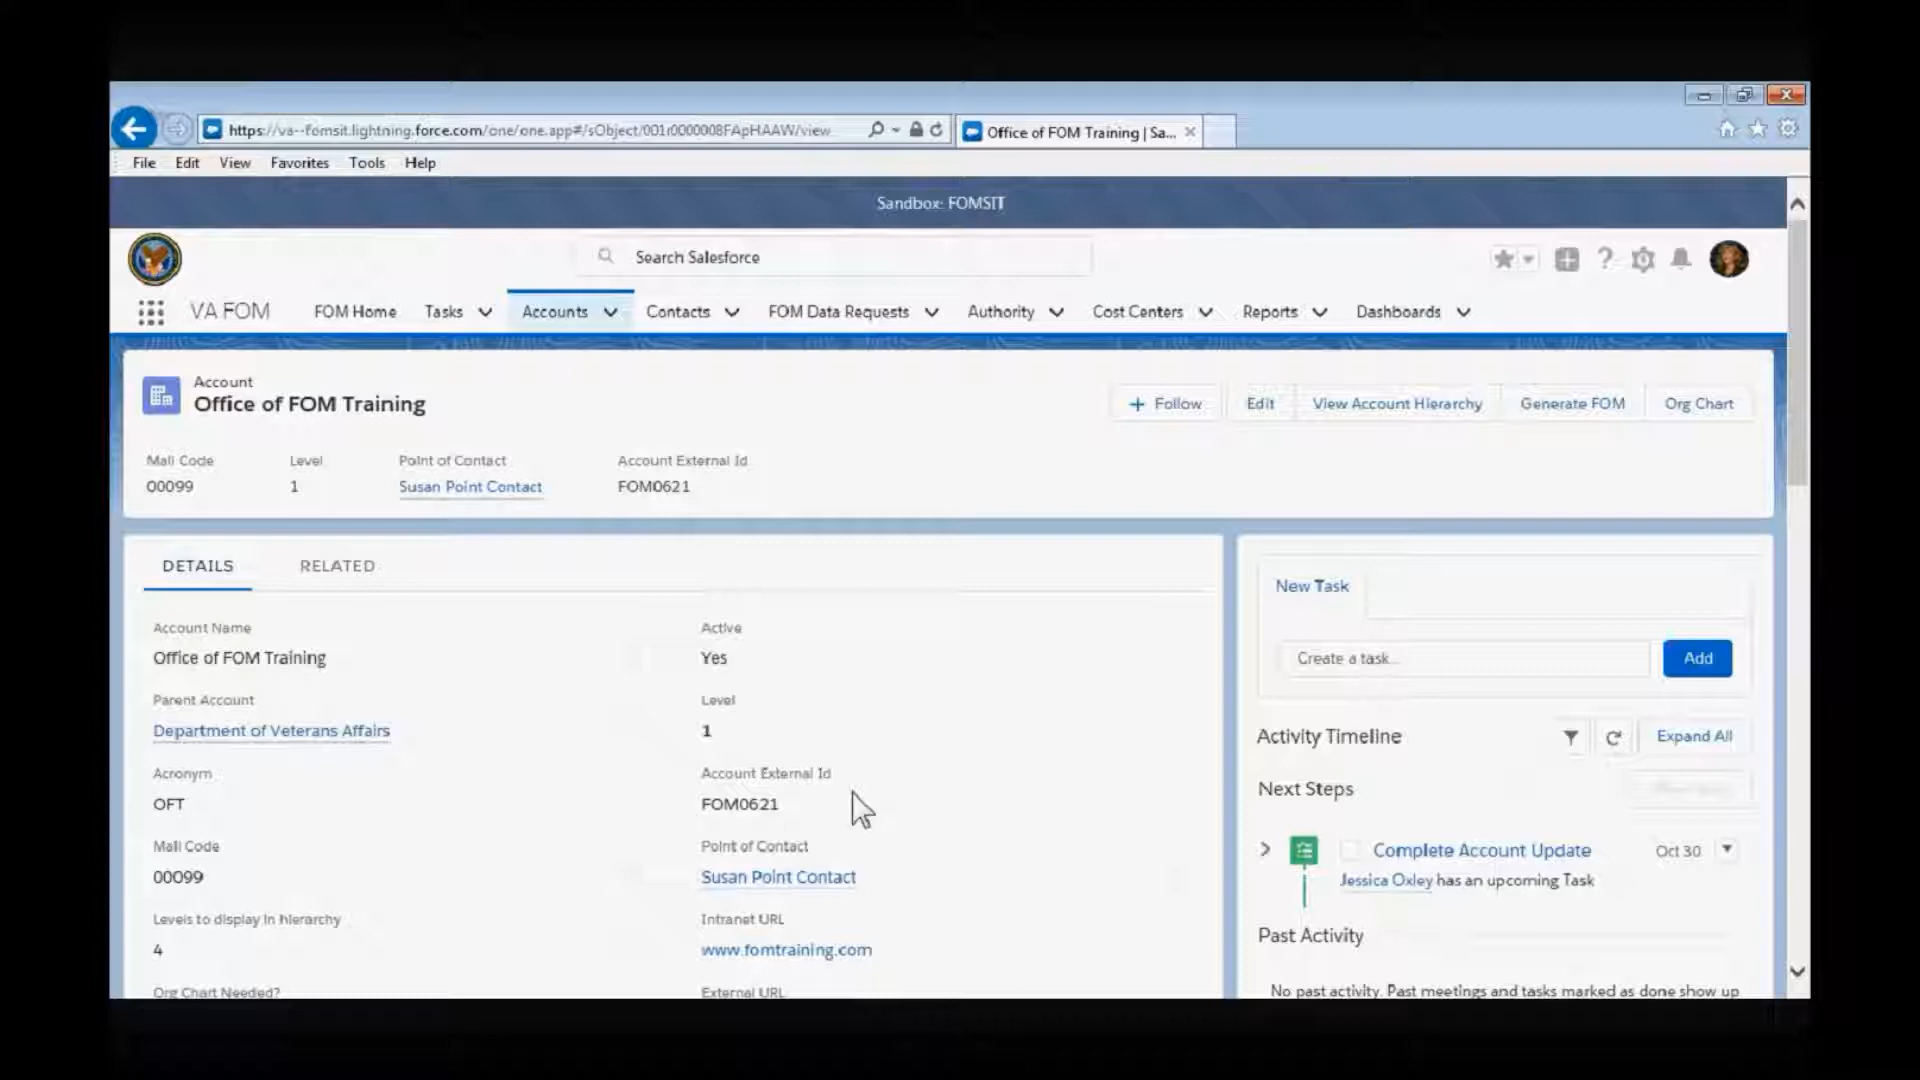 https://va--fomsit.lightning.force.com/one/one.app#/sObject/001r0000008FApHAAW/view
Office of FOM Training | Sa...
File Edit View Favorites Tools Help
Sandbox: FOMSIT
Search Salesforce
VA FOM FOM Home Tasks Accounts Contacts FOM Data Requests Authority Cost Centers Reports Dashboards
Account
Office of FOM Training
+ Follow Edit View Account Hierarchy Generate FOM Org Chart
Mail Code Level Point of Contact Account External Id
00099 1 Susan Point Contact FOM0621
DETAILS RELATED
Account Name Active
Office of FOM Training Yes
Parent Account Level
Department of Veterans Affairs 1
Acronym Account External Id
OFT FOM0621
Mail Code Point of Contact
00099 Susan Point Contact
Levels to display in hierarchy Intranet URL
4 www.fomtraining.com
Org Chart Needed? External URL
New Task
Create a task... Add
Activity Timeline Expand All
Next Steps
Complete Account Update Oct 30
Jessica Oxley has an upcoming Task
Past Activity
No past activity. Past meetings and tasks marked as done show up